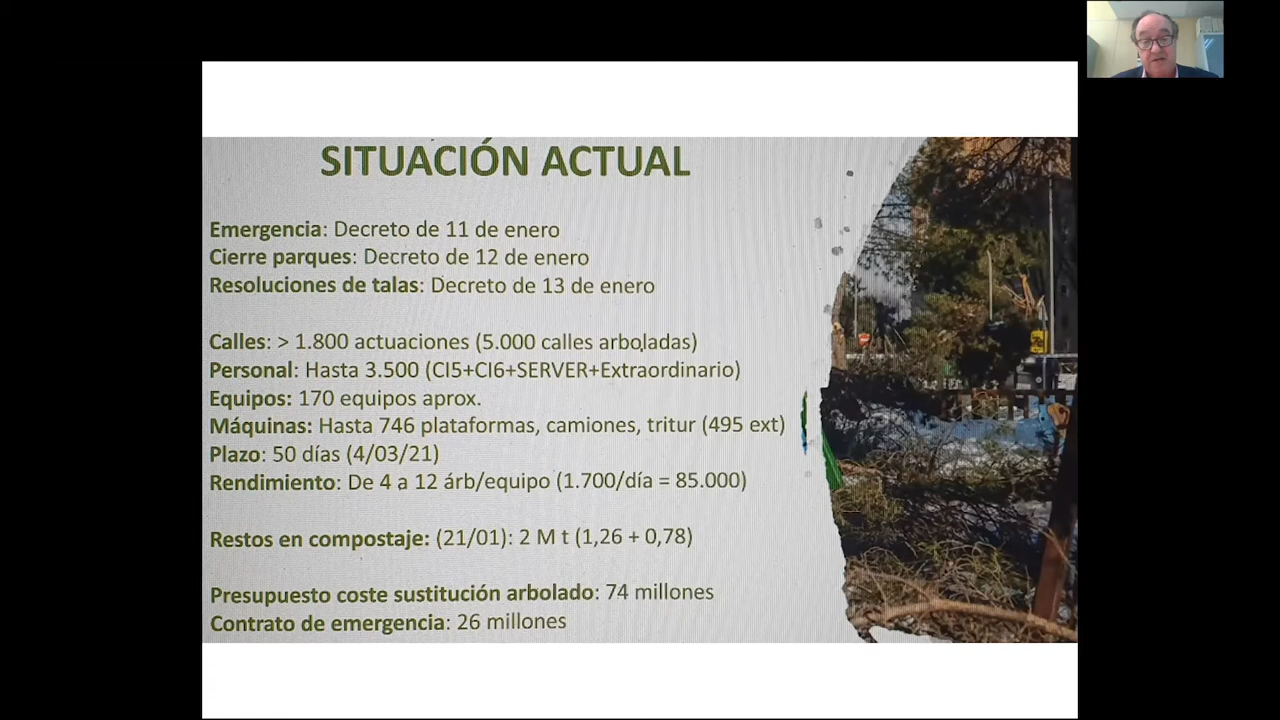 SITUACIÓN ACTUAL
Emergencia: Decreto de 11 de enero
Cierre parques: Decreto de 12 de enero
Resoluciones de talas: Decreto de 13 de enero
Calles: > 1.800 actuaciones (5.000 calles arboladas)
Personal: Hasta 3.500 (CI5+CI6+SERVER+Extraordinario)
Equipos: 170 equipos aprox.
Máquinas: Hasta 746 plataformas, camiones, tritur (495 ext)
Plazo: 50 días (4/03/21)
Rendimiento: De 4 a 12 árb/equipo (1.700/día = 85.000)
Restos en compostaje: (21/01): 2 M t (1,26 + 0,78)
Presupuesto coste sustitución arbolado: 74 millones
Contrato de emergencia: 26 millones